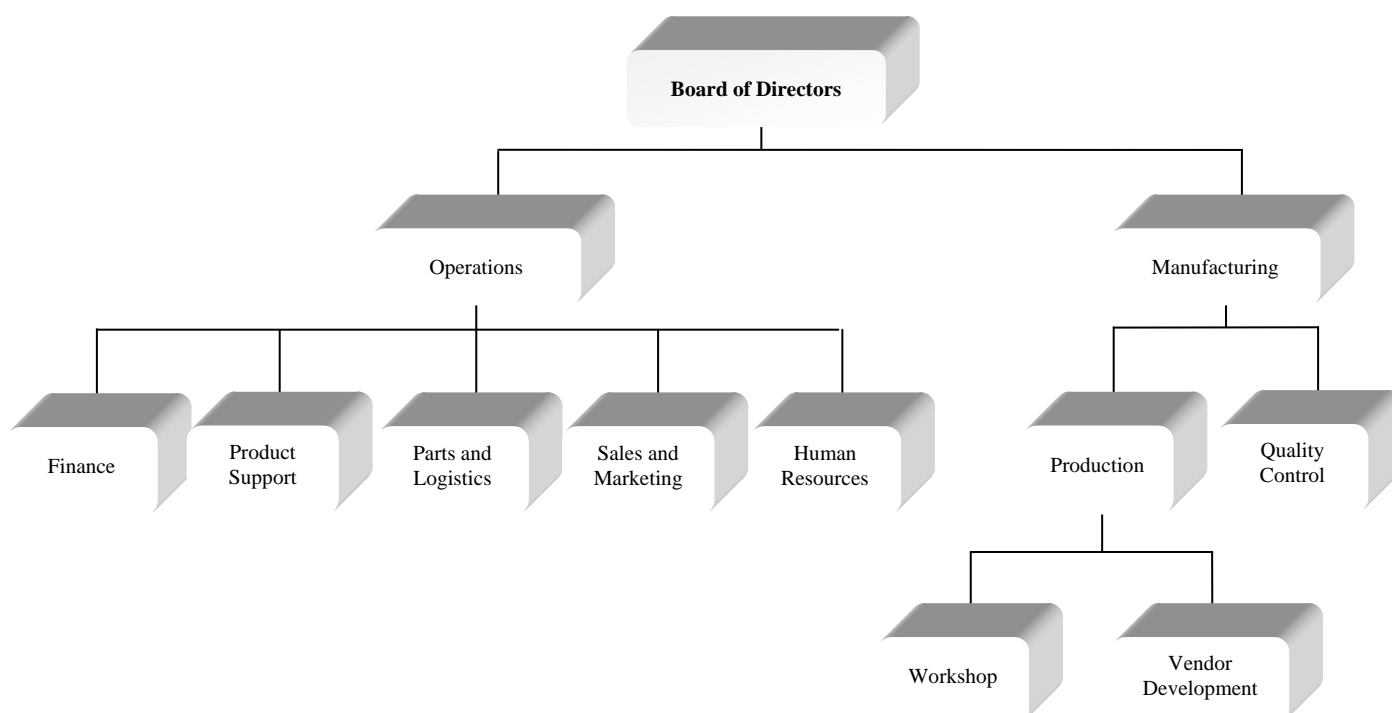 Board of Directors
Operations
Manufacturing
Finance
Product
Support
Parts and
Logistics
Sales and
Marketing
Human
Resources
Production
Quality
Control
Workshop
Vendor
Development